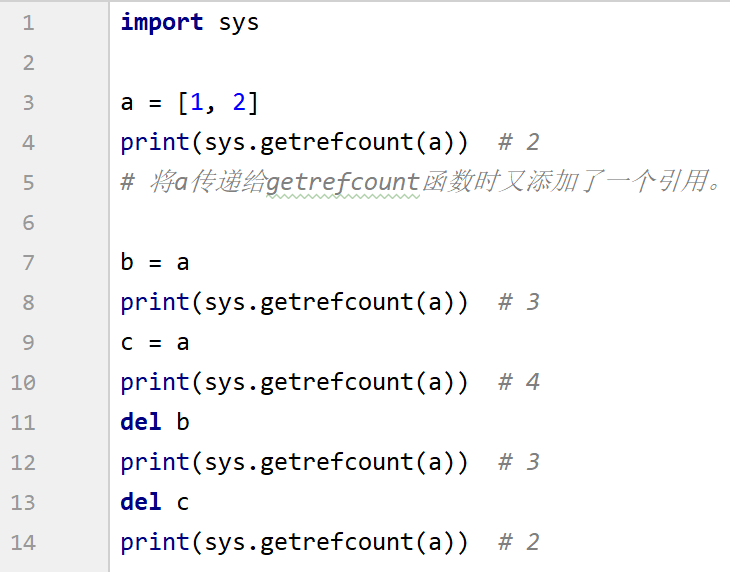 1 import sys
2
3 a = [1, 2]
4 print(sys.getrefcount(a))  # 2
5 # 将a传递给getrefcount函数时又添加了一个引用。
6
7 b = a
8 print(sys.getrefcount(a))  # 3
9 c = a
10 print(sys.getrefcount(a))  # 4
11 del b
12 print(sys.getrefcount(a))  # 3
13 del c
14 print(sys.getrefcount(a))  # 2